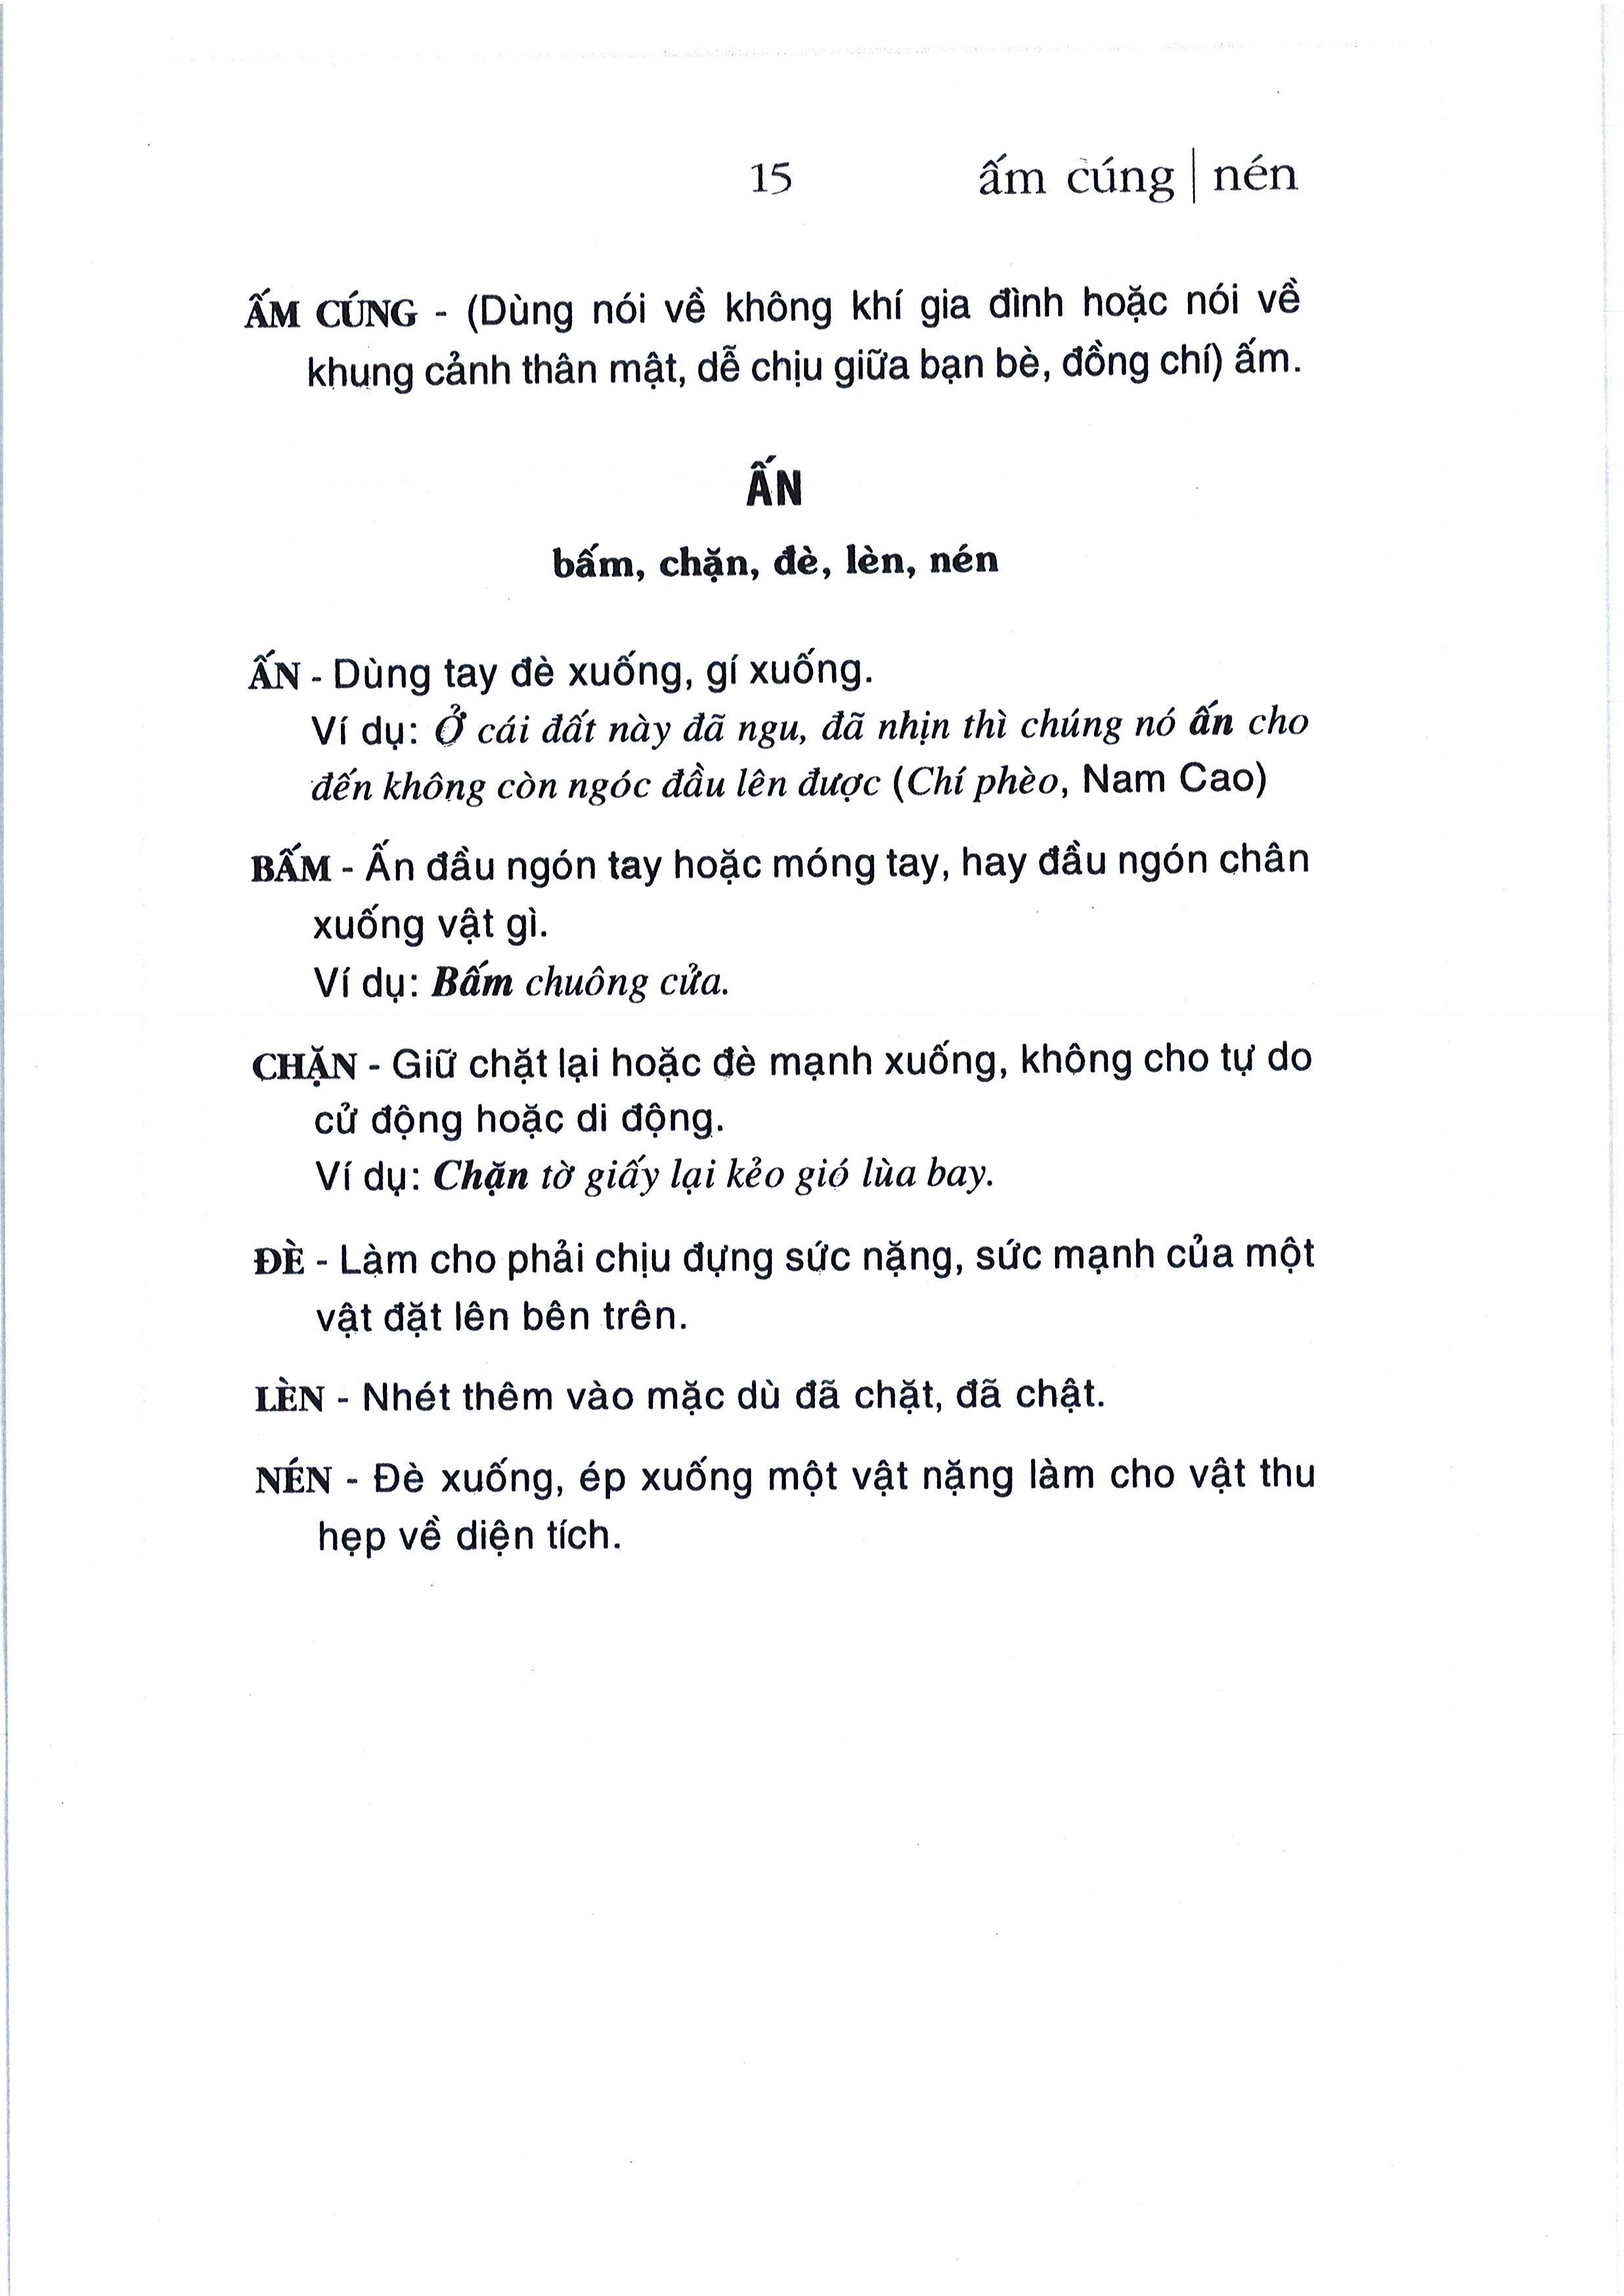 15 ấm cúng | nén
ẤM CÚNG - (Dùng nói về không khí gia đình hoặc nói về
khung cảnh thân mật, dễ chịu giữa bạn bè, đồng chí) ấm.
ẤN
bấm, chặn, đè, lèn, nén
ẤN - Dùng tay đè xuống, gí xuống.
Ví dụ: Ở cái đất này đã ngu, đã nhịn thì chúng nó ấn cho
đến không còn ngóc đầu lên được (Chí phèo, Nam Cao)
BẤM - Ấn đầu ngón tay hoặc móng tay, hay đầu ngón chân
xuống vật gì.
Ví dụ: Bấm chuông cửa.
CHẶN - Giữ chặt lại hoặc đè mạnh xuống, không cho tự do
cử động hoặc di động.
Ví dụ: Chặn tờ giấy lại kẻo gió lùa bay.
ĐÈ - Làm cho phải chịu đựng sức nặng, sức mạnh của một
vật đặt lên bên trên.
LÈN - Nhét thêm vào mặc dù đã chặt, đã chật.
NÉN - Đè xuống, ép xuống một vật nặng làm cho vật thu
hẹp về diện tích.